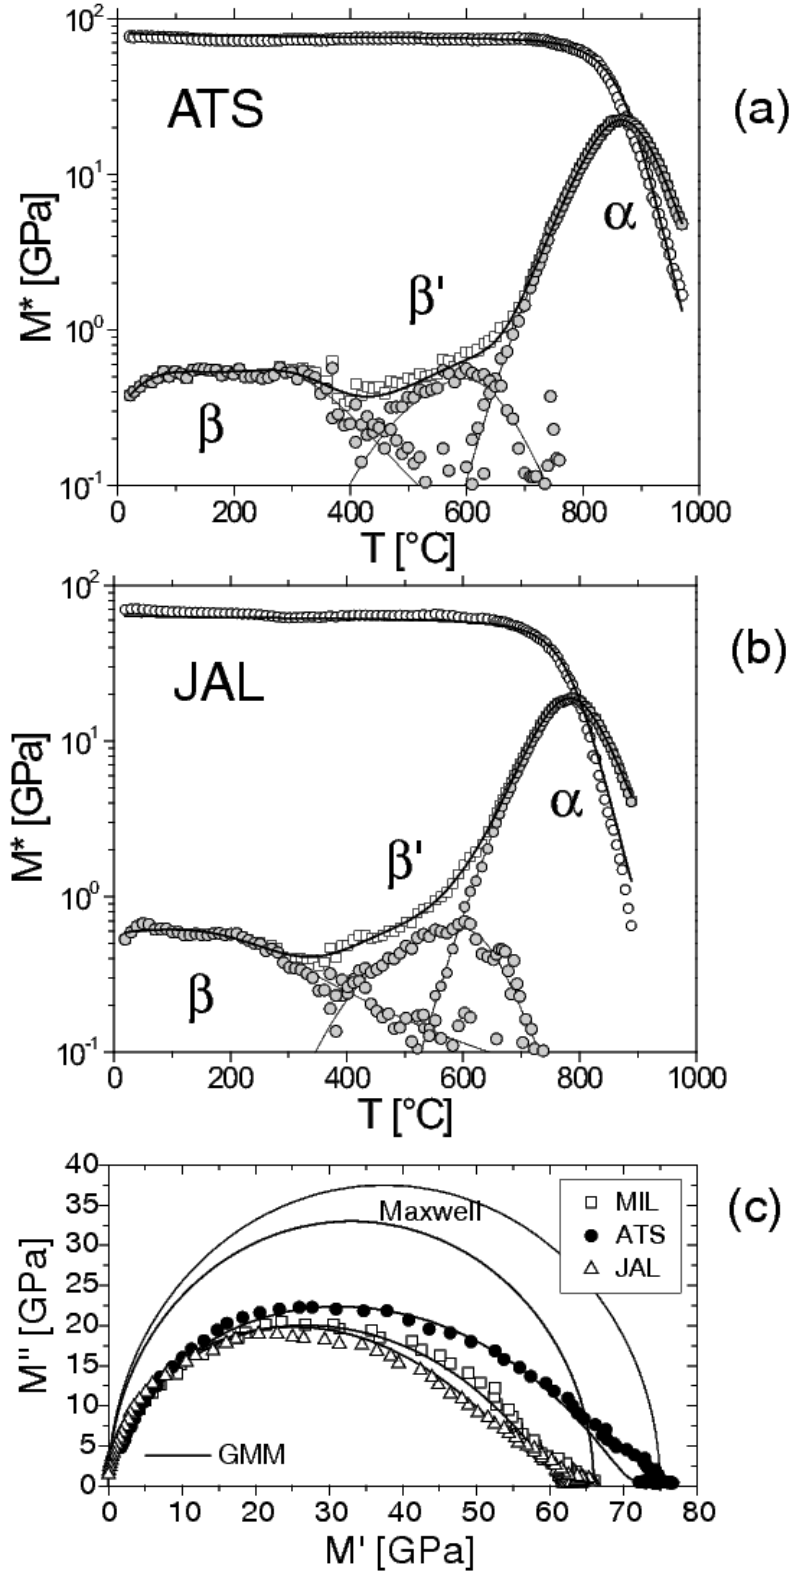 10²
ATS
(a)
10¹
α
M* [GPa]
β'
10⁰
β
10⁻¹
0 200 400 600 800 1000
T [°C]
10²
JAL
(b)
10¹
α
M* [GPa]
β'
10⁰
β
10⁻¹
0 200 400 600 800 1000
T [°C]
40
Maxwell
MIL
(c)
35
ATS
30
JAL
25
M'' [GPa]
20
15
10
5
GMM
0
0 10 20 30 40 50 60 70 80
M' [GPa]